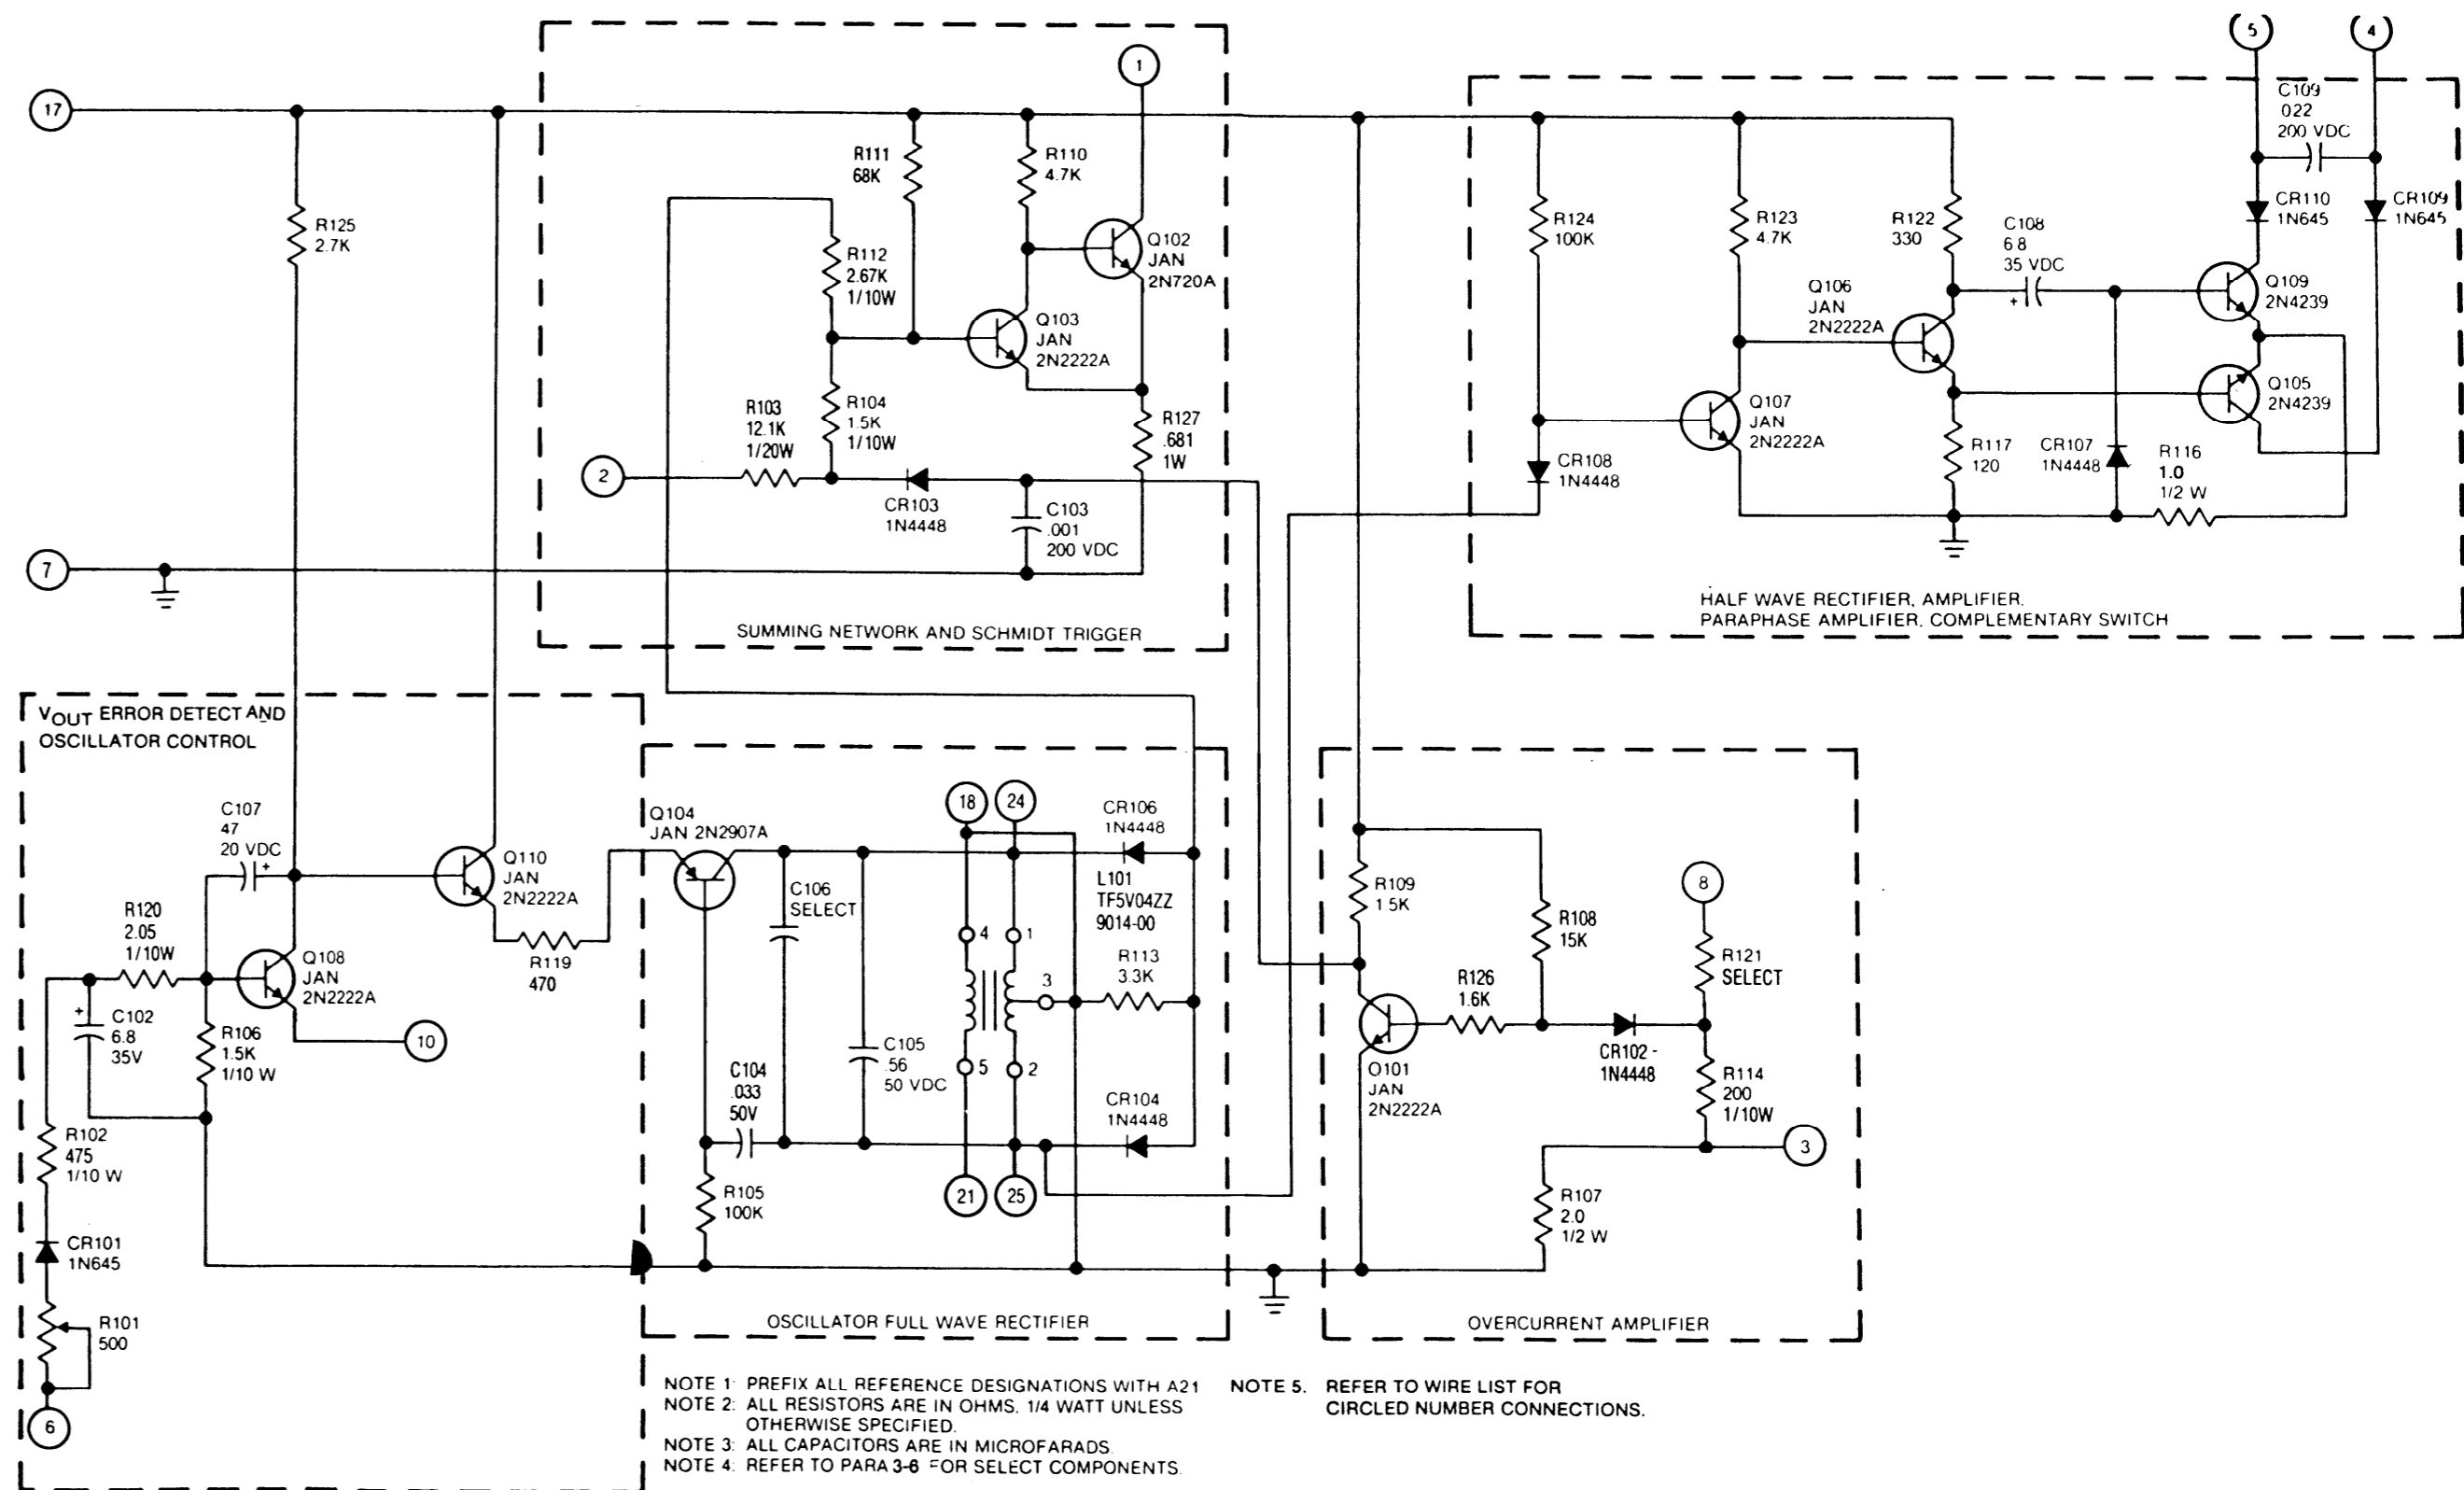 17
1
5
4
C109
022
200 VDC
R125
2.7K
R111
68K
R110
4.7K
R112
2.67K
1/10W
Q102
JAN
2N720A
Q103
JAN
2N2222A
R103
12.1K
1/20W
R104
1.5K
1/10W
R127
.681
1W
2
CR103
1N4448
C103
.001
200 VDC
7
SUMMING NETWORK AND SCHMIDT TRIGGER
R124
100K
R123
4.7K
R122
330
C108
6 8
35 VDC
+
CR110
1N645
CR109
1N645
Q106
JAN
2N2222A
Q109
2N4239
Q107
JAN
2N2222A
Q105
2N4239
CR108
1N4448
R117
120
CR107
1N4448
R116
1.0
1/2 W
HALF WAVE RECTIFIER, AMPLIFIER.
PARAPHASE AMPLIFIER. COMPLEMENTARY SWITCH
VOUT ERROR DETECT AND
OSCILLATOR CONTROL
C107
47
20 VDC
+
Q110
JAN
2N2222A
R120
2.05
1/10W
Q108
JAN
2N2222A
R119
470
+
C102
6.8
35V
R106
1.5K
1/10 W
10
R102
475
1/10 W
CR101
1N645
R101
500
6
Q104
JAN 2N2907A
18
24
CR106
1N4448
C106
SELECT
L101
TF5V04ZZ
9014-00
4
1
R113
3.3K
3
C105
.56
50 VDC
5
2
C104
.033
50V
CR104
1N4448
R105
100K
21
25
OSCILLATOR FULL WAVE RECTIFIER
R109
1 5K
R108
15K
8
R121
SELECT
R126
1.6K
Q101
JAN
2N2222A
CR102 -
1N4448
R114
200
1/10W
3
R107
2.0
1/2 W
OVERCURRENT AMPLIFIER
NOTE 1: PREFIX ALL REFERENCE DESIGNATIONS WITH A21
NOTE 2: ALL RESISTORS ARE IN OHMS. 1/4 WATT UNLESS
OTHERWISE SPECIFIED.
NOTE 3: ALL CAPACITORS ARE IN MICROFARADS.
NOTE 4: REFER TO PARA 3-6 FOR SELECT COMPONENTS.
NOTE 5. REFER TO WIRE LIST FOR
CIRCLED NUMBER CONNECTIONS.